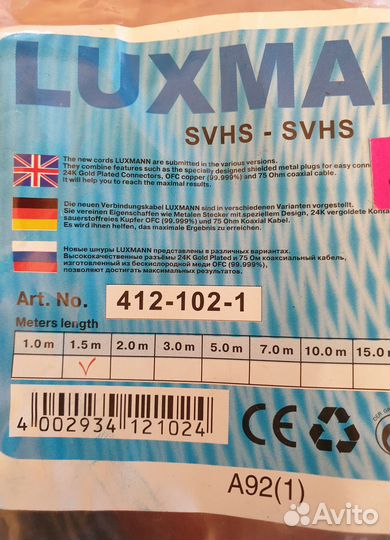 LUXMAN
SVHS - SVHS
The new cords LUXMANN are submitted in the various versions.
They combine features such as the specially designed shielded metal plugs for easy conn
24K Gold Plated Connectors, OFC copper (99.999%) and 75 Ohm coaxial cable.
It will help you to reach the maximal results.
Die neuen Verbindungskabel LUXMANN sind in verschiedenen Varianten vorgestellt.
Sie vereinen Eigenschaften wie Metalen Stecker mit speziellem Design, 24K vergoldete Konta
sauerstoffreies Kupfer OFC (99,999%) und 75 Ohm Koaxial Kabel.
Es wird ihnen helfen, das maximale Ergebnis zu erreichen.
Новые шнуры LUXMANN представлены в различных вариантах.
Высококачественные разъёмы 24K Gold Plated и 75 Ом коаксиальный кабель,
изготовленный из бескислородной меди OFC (99.999%),
позволяют достигать максимальных результатов.
Art. No. 412-102-1
Meters length
1.0 m 1.5 m 2.0 m 3.0 m 5.0 m 7.0 m 10.0 m 15.0
4 002934 121024
CE
A92(1)
Avito